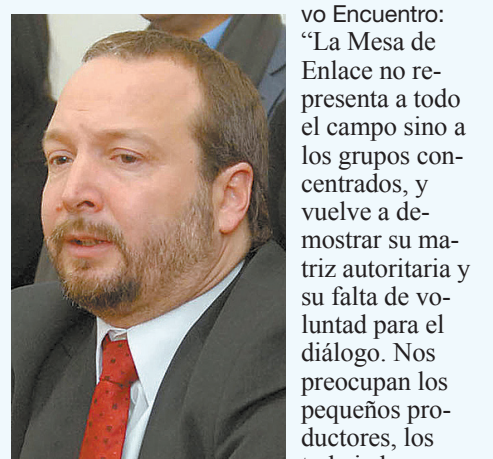 vo Encuentro:
“La Mesa de
Enlace no re-
presenta a todo
el campo sino a
los grupos con-
centrados, y
vuelve a de-
mostrar su ma-
triz autoritaria y
su falta de vo-
luntad para el
diálogo. Nos
preocupan los
pequeños pro-
ductores, los